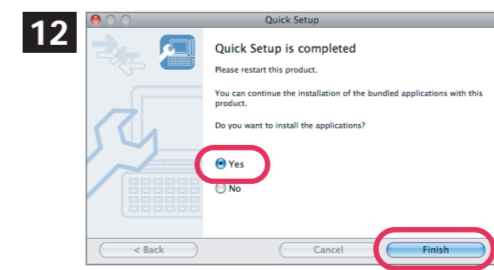 12
Quick Setup
Quick Setup is completed
Please restart this product.
You can continue the installation of the bundled applications with this
product.
Do you want to install the applications?
Yes
No
< Back
Cancel
Finish